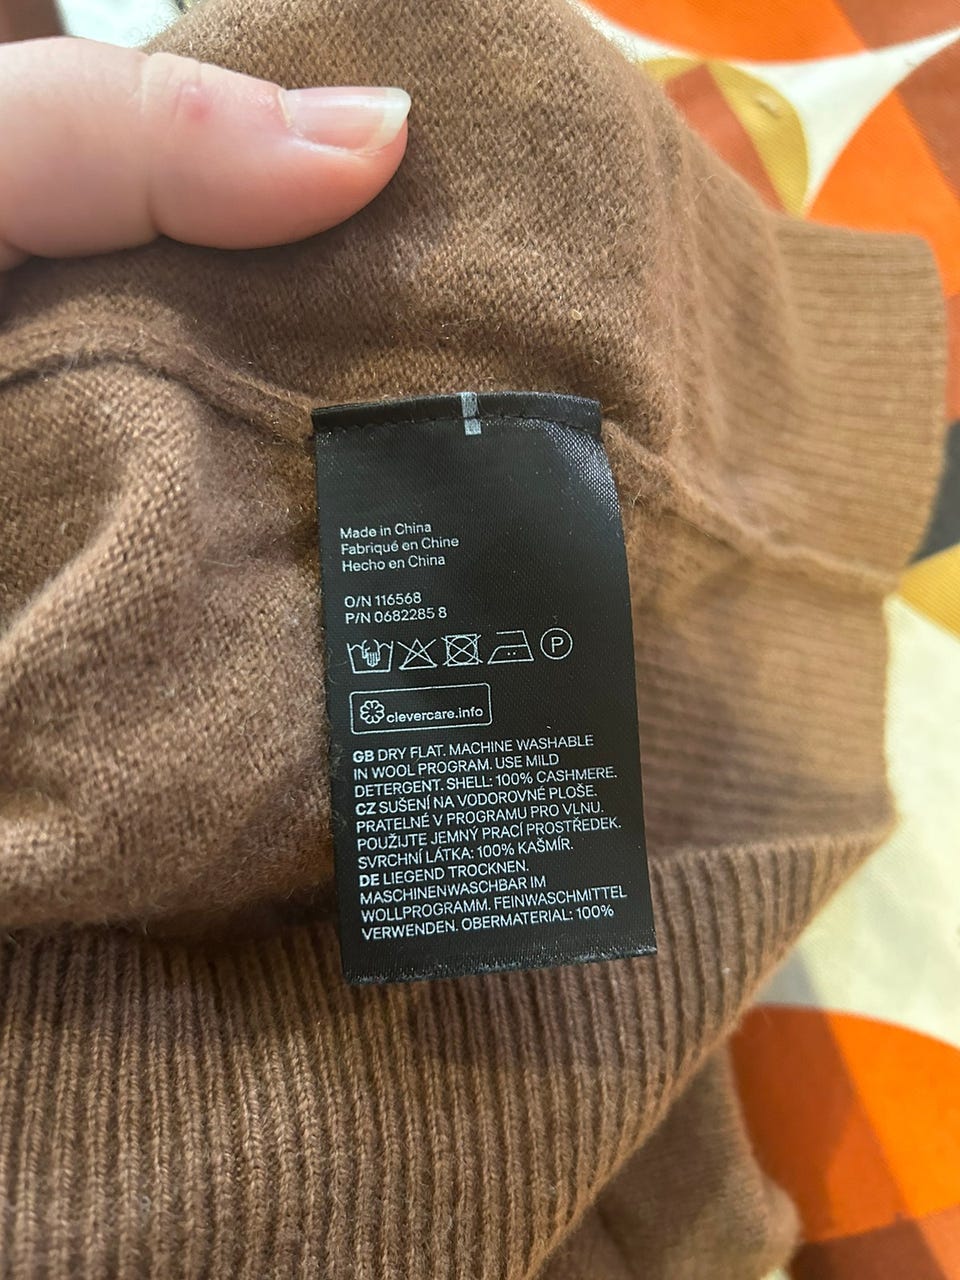 Made in China
Fabriqué en Chine
Hecho en China
O/N 116568
P/N 0682285 8
P
clevercare.info
GB DRY FLAT. MACHINE WASHABLE
IN WOOL PROGRAM. USE MILD
DETERGENT. SHELL: 100% CASHMERE.
CZ SUŠENÍ NA VODOROVNÉ PLOŠE.
PRATELNÉ V PROGRAMU PRO VLNU.
POUŽIJTE JEMNÝ PRACÍ PROSTŘEDEK.
SVRCHNÍ LÁTKA: 100% KAŠMÍR.
DE LIEGEND TROCKNEN.
MASCHINENWASCHBAR IM
WOLLPROGRAMM. FEINWASCHMITTEL
VERWENDEN. OBERMATERIAL: 100%